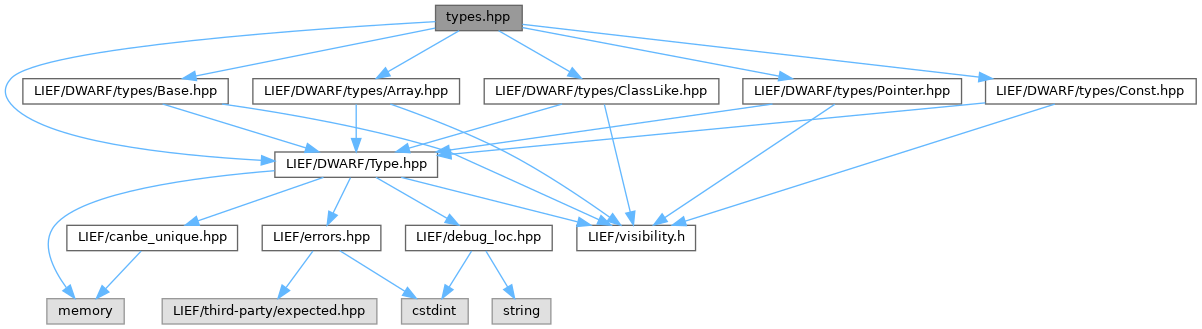 types.hpp
LIEF/DWARF/types/Base.hpp
LIEF/DWARF/types/Array.hpp
LIEF/DWARF/types/ClassLike.hpp
LIEF/DWARF/types/Pointer.hpp
LIEF/DWARF/types/Const.hpp
LIEF/DWARF/Type.hpp
LIEF/canbe_unique.hpp
LIEF/errors.hpp
LIEF/debug_loc.hpp
LIEF/visibility.h
memory
LIEF/third-party/expected.hpp
cstdint
string